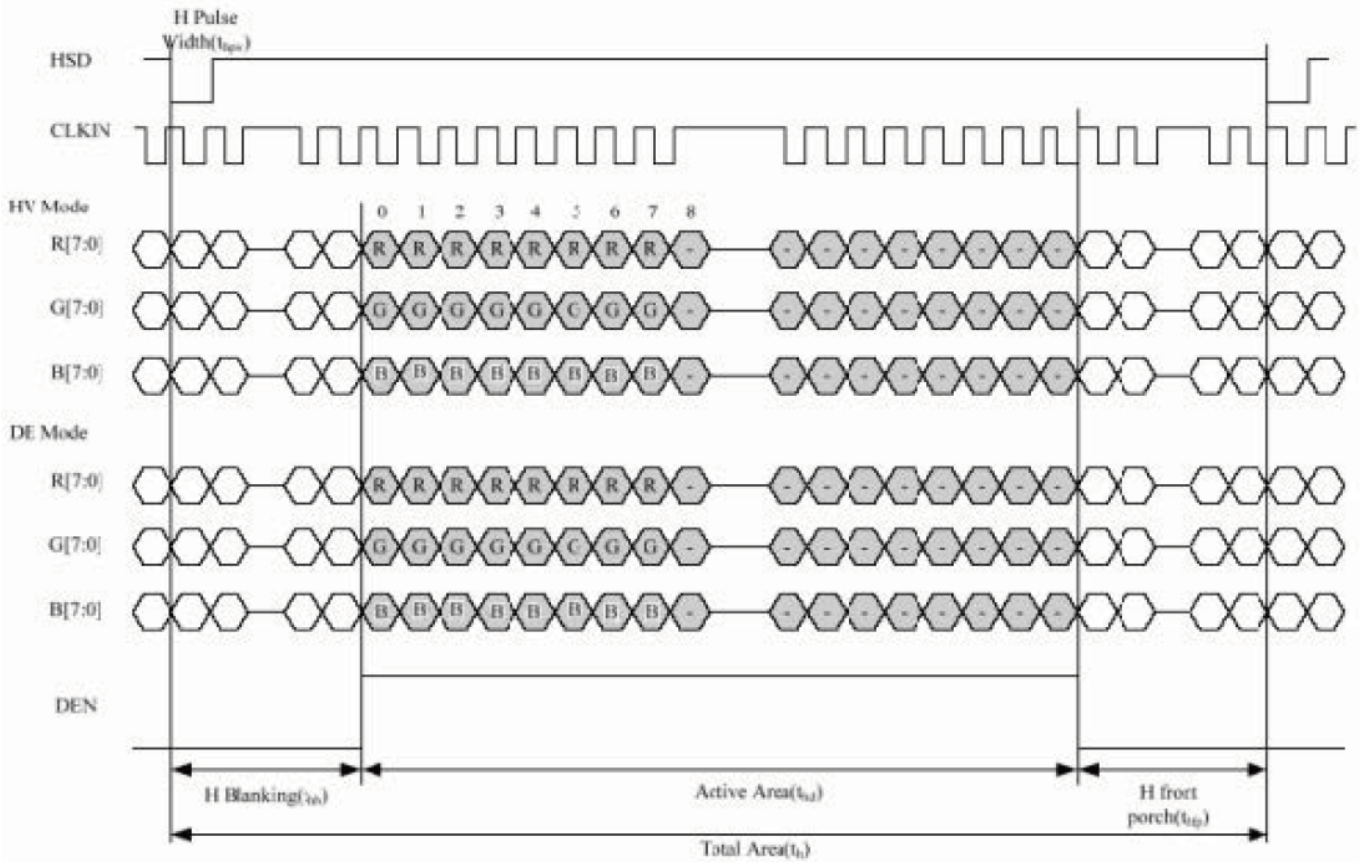 H Pulse
Width(t_hpw)
HSD
CLKIN
HV Mode
0 1 2 3 4 5 6 7 8
R[7:0]
R R R R R R R R - - - - - - - - -
G[7:0]
G G G G G G G G - - - - - - - - -
B[7:0]
B B B B B B B B - - - - - - - - -
DE Mode
R[7:0]
R R R R R R R R - - - - - - - - -
G[7:0]
G G G G G G G G - - - - - - - - -
B[7:0]
B B B B B B B B - - - - - - - - -
DEN
H Blanking(t_hb)
Active Area(t_hd)
H frort
porch(t_hfp)
Total Area(t_h)